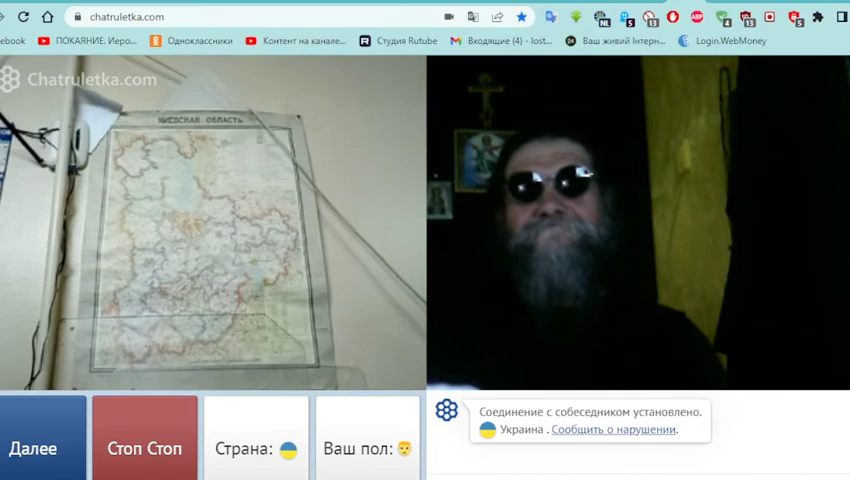 chatruletka.com
ebook
ПОКАЯНИЕ. Иеро...
Одноклассники
Контент на канале...
Студия Rutube
Входящие (4) - lost...
Ваш живий Інтерн...
Login.WebMoney
Chatruletka.com
КИЕВСКАЯ ОБЛАСТЬ
Далее
Стоп Стоп
Страна:
Ваш пол:
Соединение с собеседником установлено.
Украина . Сообщить о нарушении.